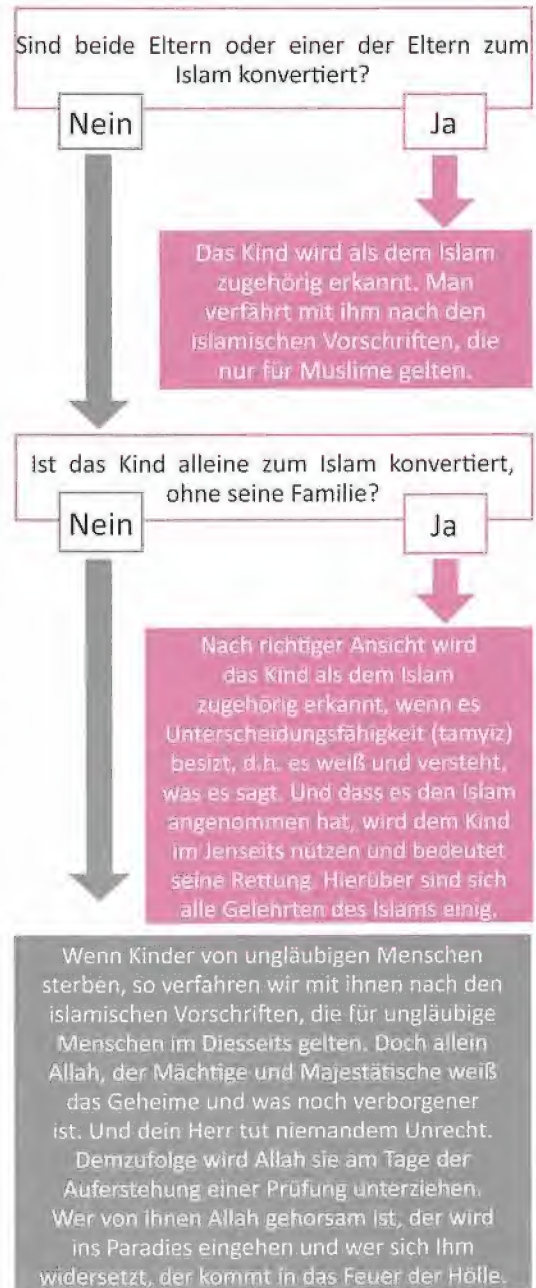 Sind beide Eltern oder einer der Eltern zum
Islam konvertiert?
Nein
Ja
Das Kind wird als dem Islam
zugehörig erkannt. Man
verfährt mit ihm nach den
islamischen Vorschriften, die
nur für Muslime gelten.
Ist das Kind alleine zum Islam konvertiert,
ohne seine Familie?
Nein
Ja
Nach richtiger Ansicht wird
das Kind als dem Islam
zugehörig erkannt, wenn es
Unterscheidungsfähigkeit (tamyiz)
besizt, d.h. es weiß und versteht,
was es sagt. Und dass es den Islam
angenommen hat, wird dem Kind
im Jenseits nützen und bedeutet
seine Rettung. Hierüber sind sich
alle Gelehrten des Islams einig.
Wenn Kinder von ungläubigen Menschen
sterben, so verfahren wir mit ihnen nach den
islamischen Vorschriften, die für ungläubige
Menschen im Diesseits gelten. Doch allein
Allah, der Mächtige und Majestätische weiß
das Geheime und was noch verborgener
ist. Und dein Herr tut niemandem Unrecht.
Demzufolge wird Allah sie am Tage der
Auferstehung einer Prüfung unterziehen.
Wer von ihnen Allah gehorsam ist, der wird
ins Paradies eingehen und wer sich Ihm
widersetzt, der kommt in das Feuer der Hölle.